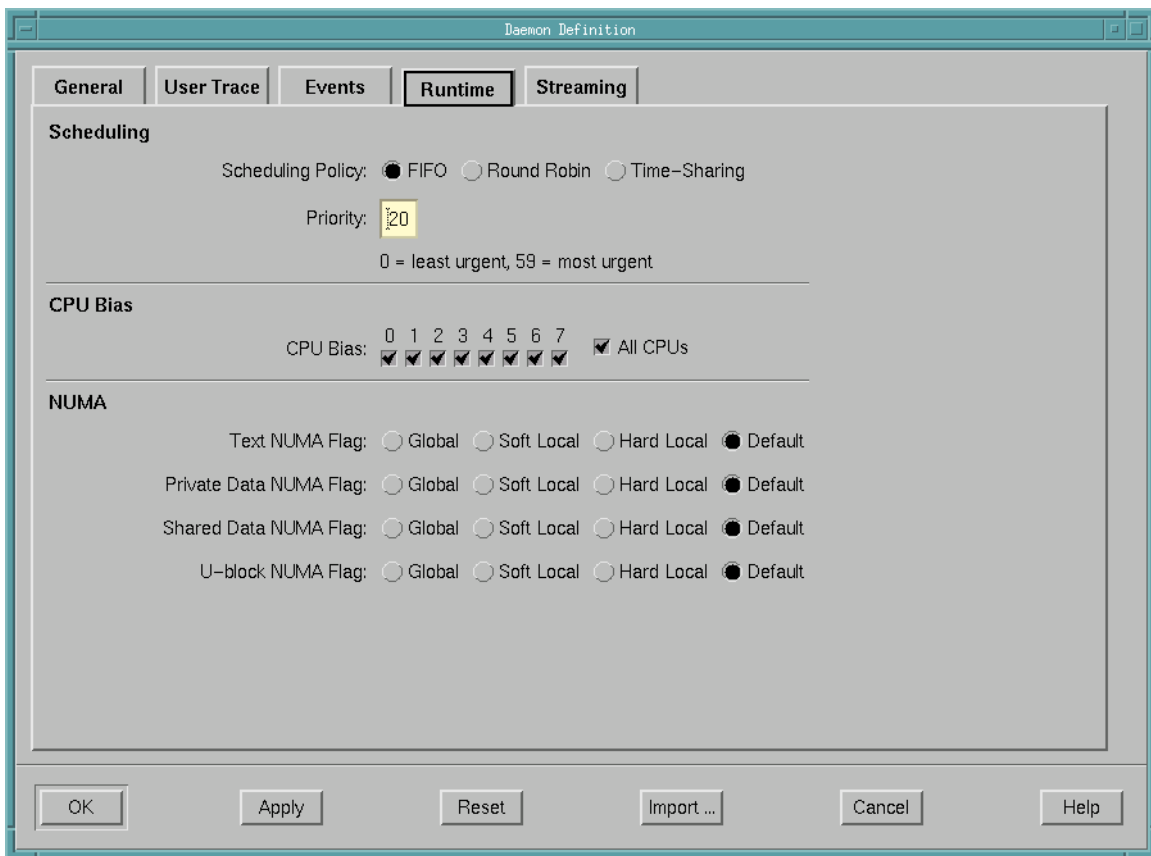 Daemon Definition
General User Trace Events Runtime Streaming
Scheduling
Scheduling Policy: FIFO Round Robin Time-Sharing
Priority: 20
0 = least urgent, 59 = most urgent
CPU Bias
0 1 2 3 4 5 6 7
CPU Bias: All CPUs
NUMA
Text NUMA Flag: Global Soft Local Hard Local Default
Private Data NUMA Flag: Global Soft Local Hard Local Default
Shared Data NUMA Flag: Global Soft Local Hard Local Default
U-block NUMA Flag: Global Soft Local Hard Local Default
OK Apply Reset Import ... Cancel Help